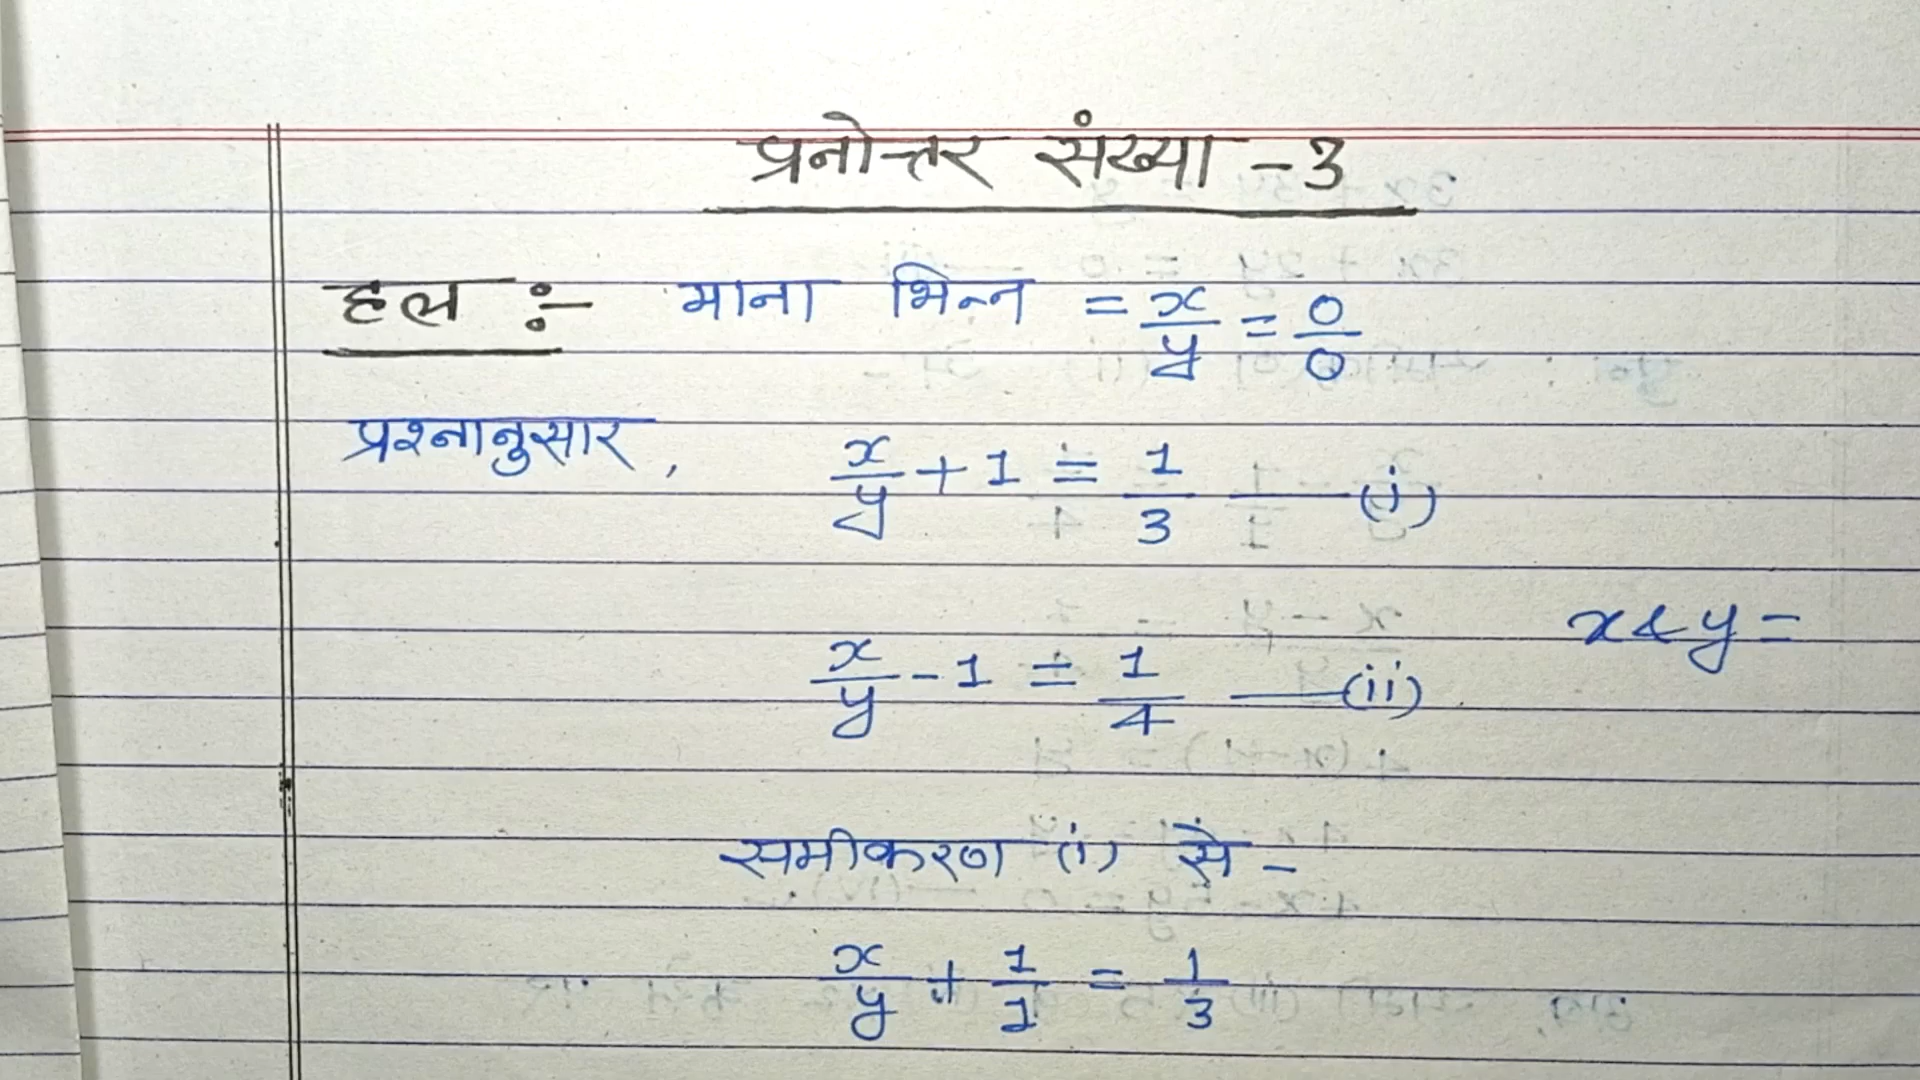 प्रनोत्तर संख्या - 3
हल :- माना भिन्न = x/y = 0/0
प्रश्नानुसार, x/y + 1 = 1/3 —— (i)
x & y =
x/y - 1 = 1/4 —— (ii)
समीकरण (i) से -
x/y + 1/1 = 1/3